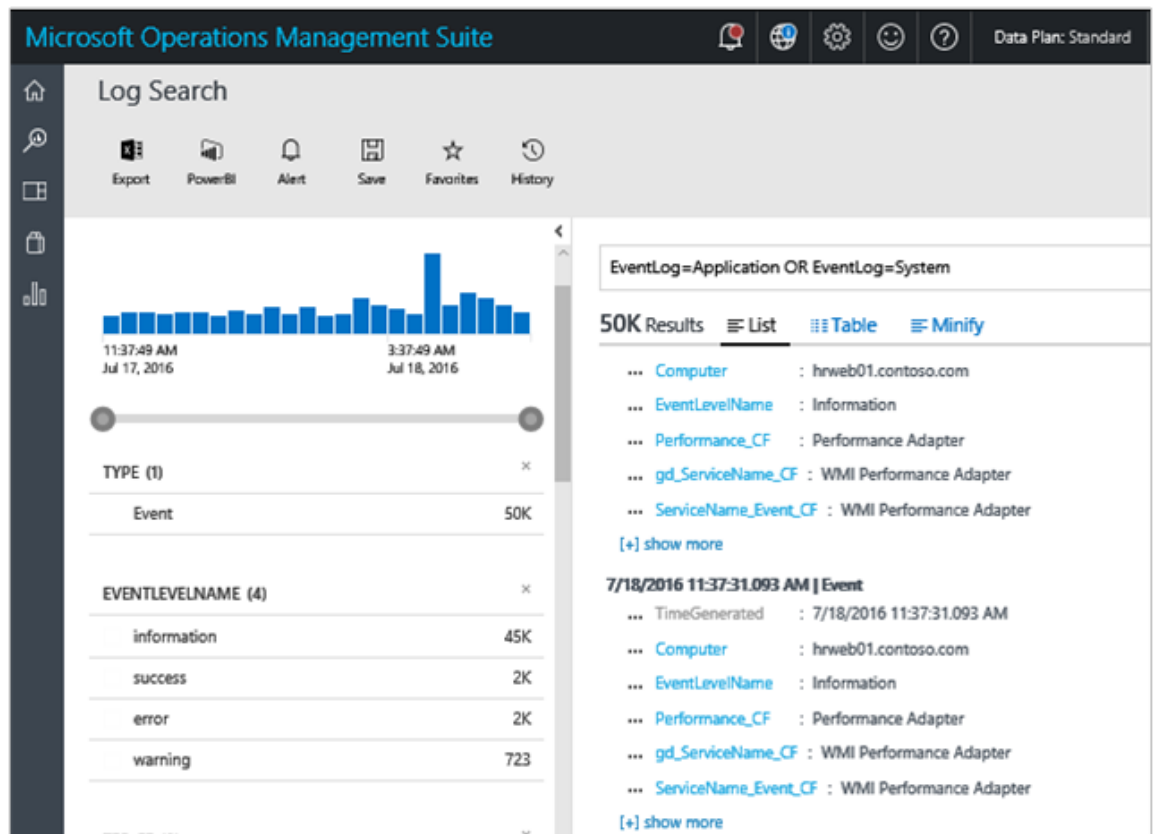 Microsoft Operations Management Suite
Data Plan: Standard
Log Search
Export PowerBI Alert Save Favorites History
11:37:49 AM 3:37:49 AM
Jul 17, 2016 Jul 18, 2016
TYPE (1) ×
Event 50K
EVENTLEVELNAME (4) ×
information 45K
success 2K
error 2K
warning 723
EventLog=Application OR EventLog=System
50K Results List Table Minify
... Computer : hrweb01.contoso.com
... EventLevelName : Information
... Performance_CF : Performance Adapter
... gd_ServiceName_CF : WMI Performance Adapter
... ServiceName_Event_CF : WMI Performance Adapter
[+] show more
7/18/2016 11:37:31.093 AM | Event
... TimeGenerated : 7/18/2016 11:37:31.093 AM
... Computer : hrweb01.contoso.com
... EventLevelName : Information
... Performance_CF : Performance Adapter
... gd_ServiceName_CF : WMI Performance Adapter
... ServiceName_Event_CF : WMI Performance Adapter
[+] show more